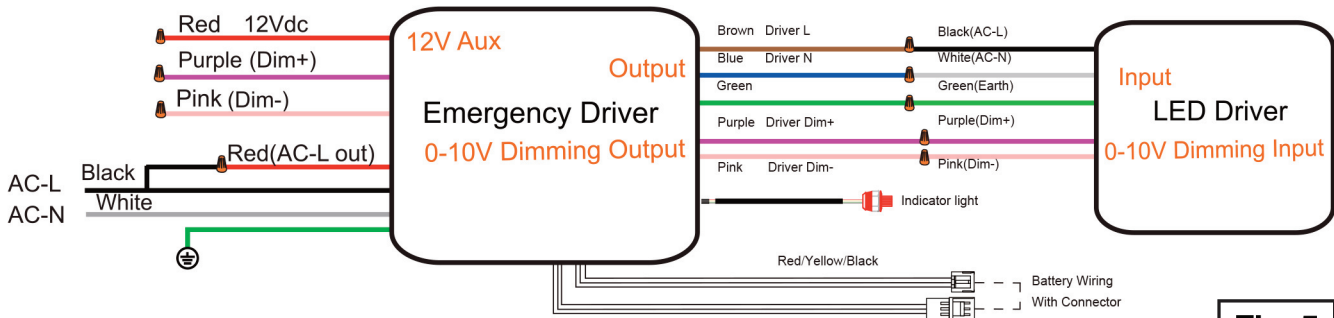 Red 12Vdc
Purple (Dim+)
Pink (Dim-)
Red(AC-L out)
Black
AC-L
White
AC-N
12V Aux
Output
Emergency Driver
0-10V Dimming Output
Brown Driver L
Blue Driver N
Green
Purple Driver Dim+
Pink Driver Dim-
Indicator light
Black(AC-L)
White(AC-N)
Green(Earth)
Purple(Dim+)
Pink(Dim-)
Input
LED Driver
0-10V Dimming Input
Red/Yellow/Black
Battery Wiring
With Connector